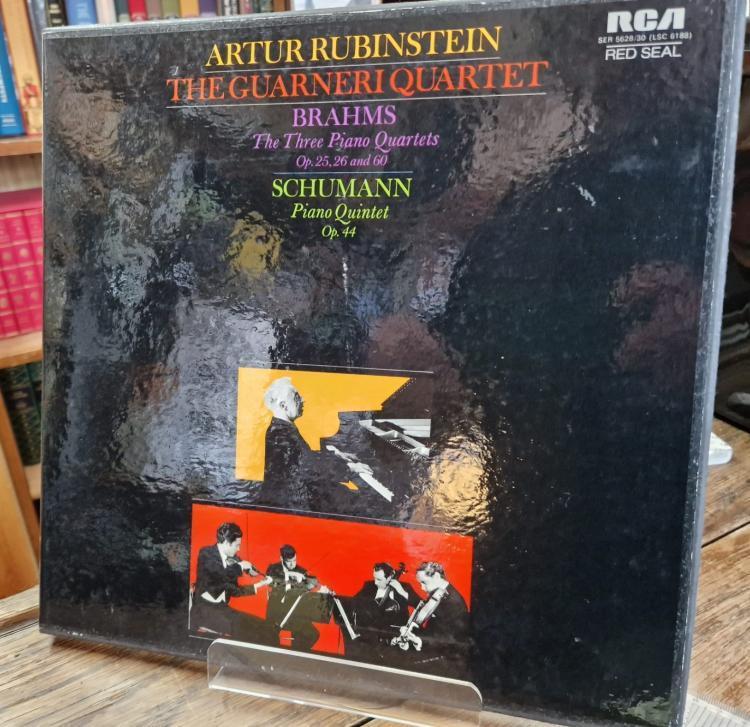 ARTUR RUBINSTEIN
THE GUARNERI QUARTET
BRAHMS
The Three Piano Quartets
Op. 25, 26 and 60
SCHUMANN
Piano Quintet
Op. 44
RCA
SER 5628/30 (LSC 6188)
RED SEAL